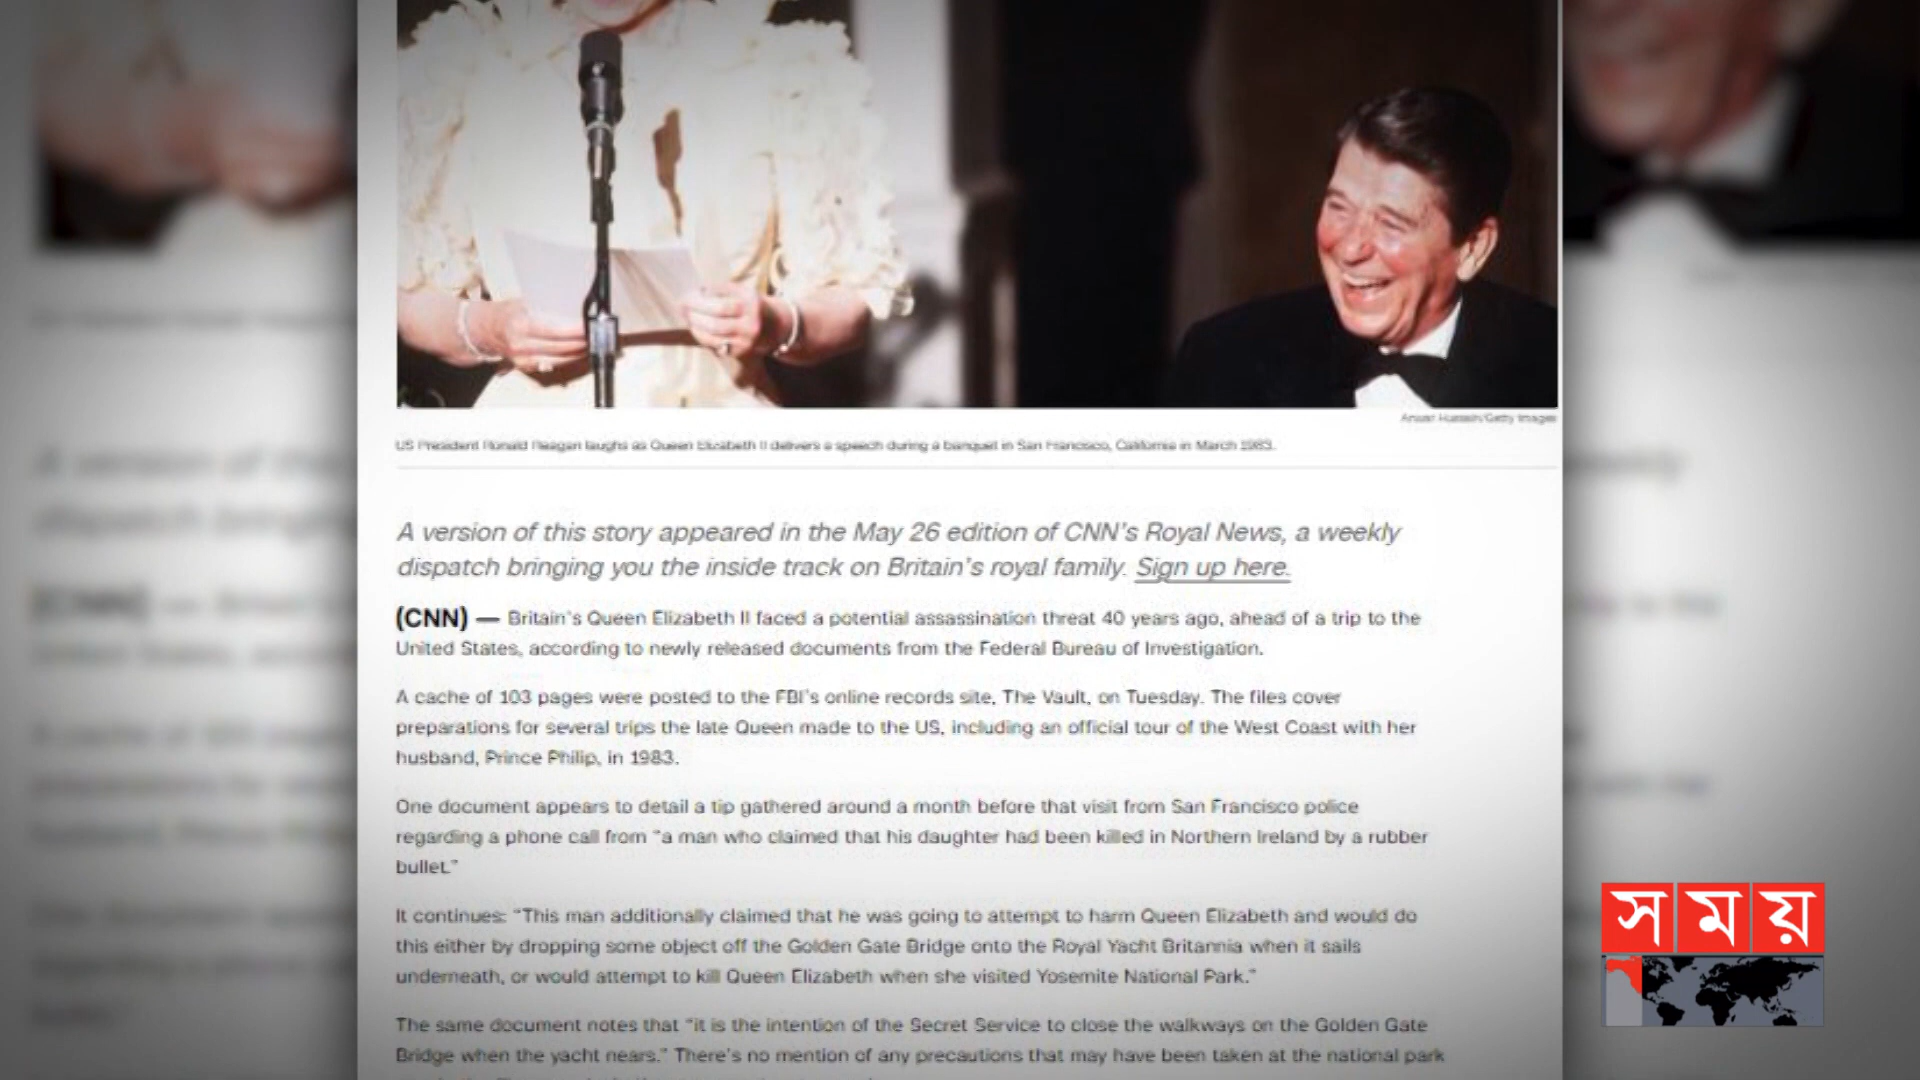 Anwar Hussein/Getty Images
US President Ronald Reagan laughs as Queen Elizabeth II delivers a speech during a banquet in San Francisco, California in March 1983.
A version of this story appeared in the May 26 edition of CNN's Royal News, a weekly
dispatch bringing you the inside track on Britain's royal family. Sign up here.
(CNN) — Britain's Queen Elizabeth II faced a potential assassination threat 40 years ago, ahead of a trip to the
United States, according to newly released documents from the Federal Bureau of Investigation.
A cache of 103 pages were posted to the FBI's online records site, The Vault, on Tuesday. The files cover
preparations for several trips the late Queen made to the US, including an official tour of the West Coast with her
husband, Prince Philip, in 1983.
One document appears to detail a tip gathered around a month before that visit from San Francisco police
regarding a phone call from "a man who claimed that his daughter had been killed in Northern Ireland by a rubber
bullet."
It continues: "This man additionally claimed that he was going to attempt to harm Queen Elizabeth and would do
this either by dropping some object off the Golden Gate Bridge onto the Royal Yacht Britannia when it sails
underneath, or would attempt to kill Queen Elizabeth when she visited Yosemite National Park."
The same document notes that "it is the intention of the Secret Service to close the walkways on the Golden Gate
Bridge when the yacht nears." There's no mention of any precautions that may have been taken at the national park
সময়